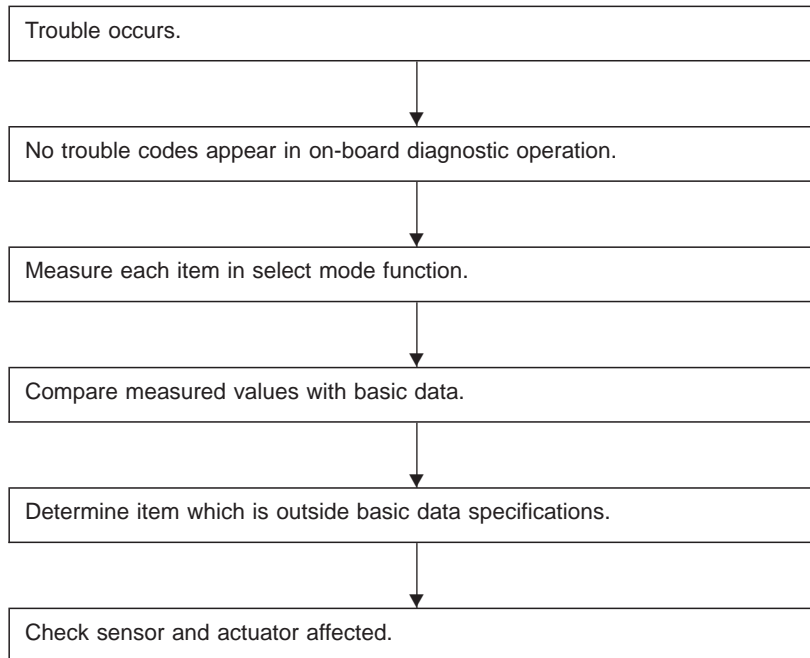 Trouble occurs.
No trouble codes appear in on-board diagnostic operation.
Measure each item in select mode function.
Compare measured values with basic data.
Determine item which is outside basic data specifications.
Check sensor and actuator affected.